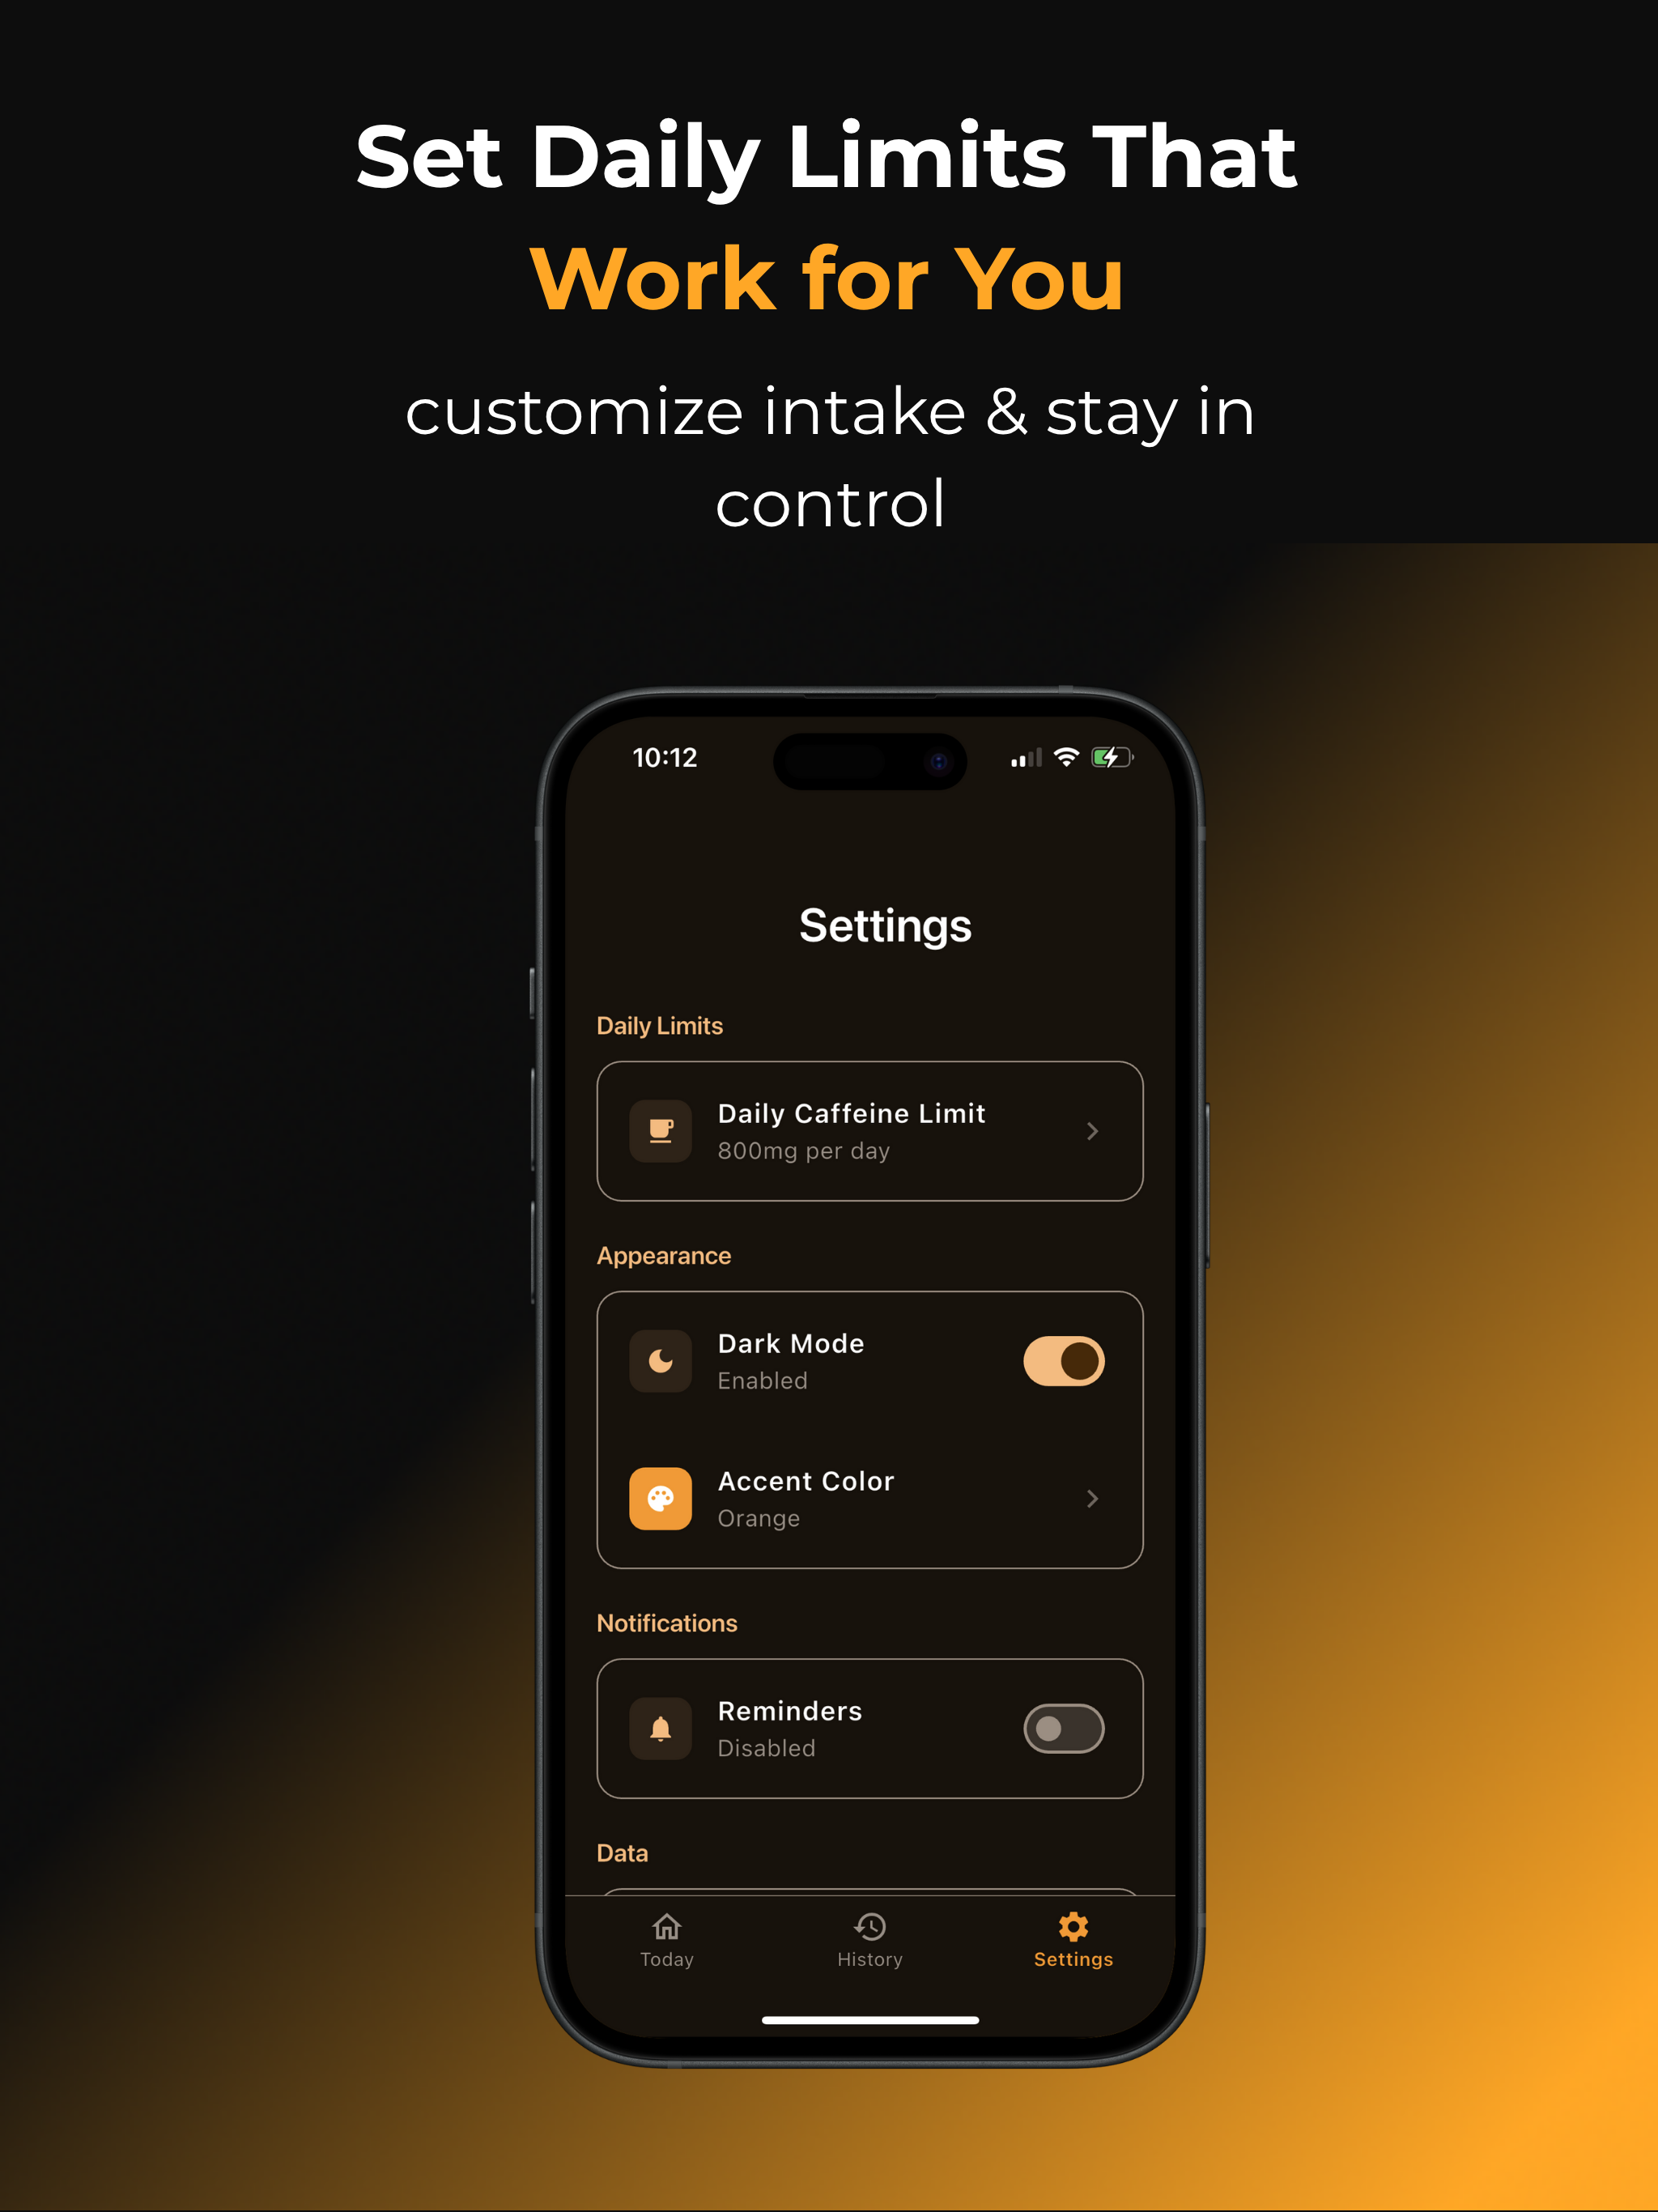 Set Daily Limits That
Work for You
customize intake & stay in
control
10:12
Settings
Daily Limits
Daily Caffeine Limit
800mg per day
Appearance
Dark Mode
Enabled
Accent Color
Orange
Notifications
Reminders
Disabled
Data
Today History Settings